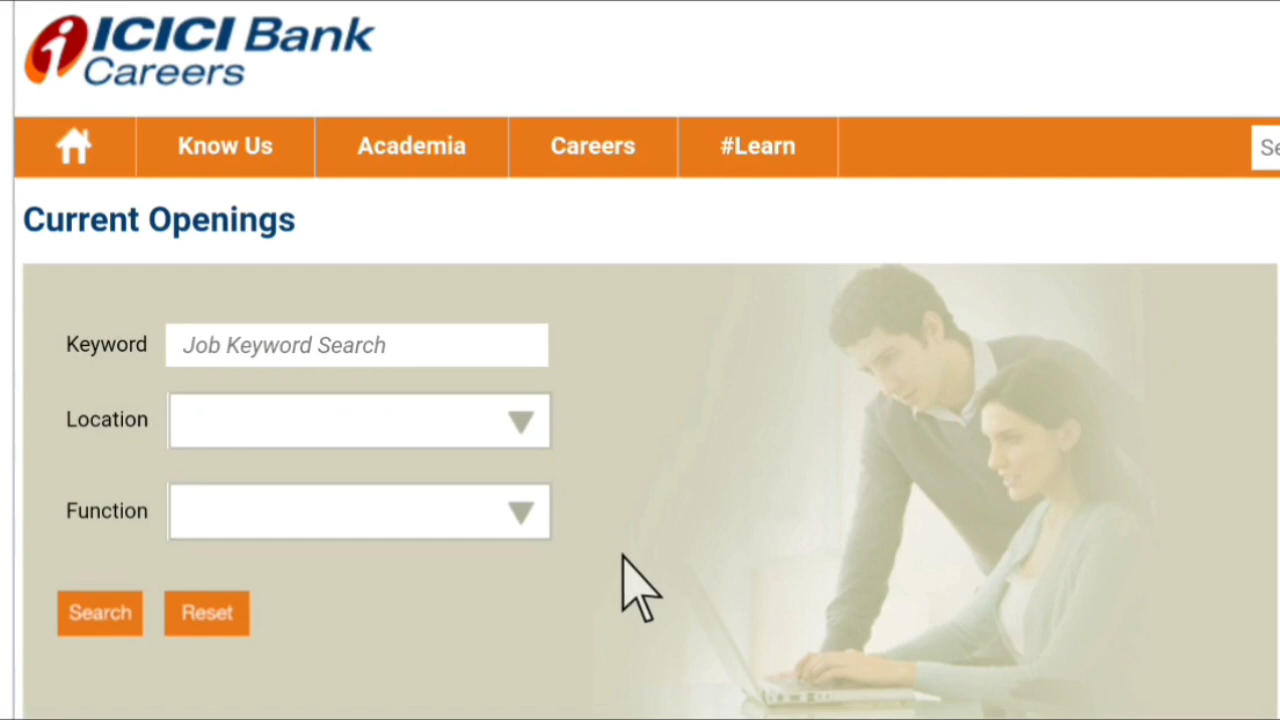 ICICI Bank
Careers
Know Us
Academia
Careers
#Learn
Current Openings
Keyword
Job Keyword Search
Location
Function
Search
Reset